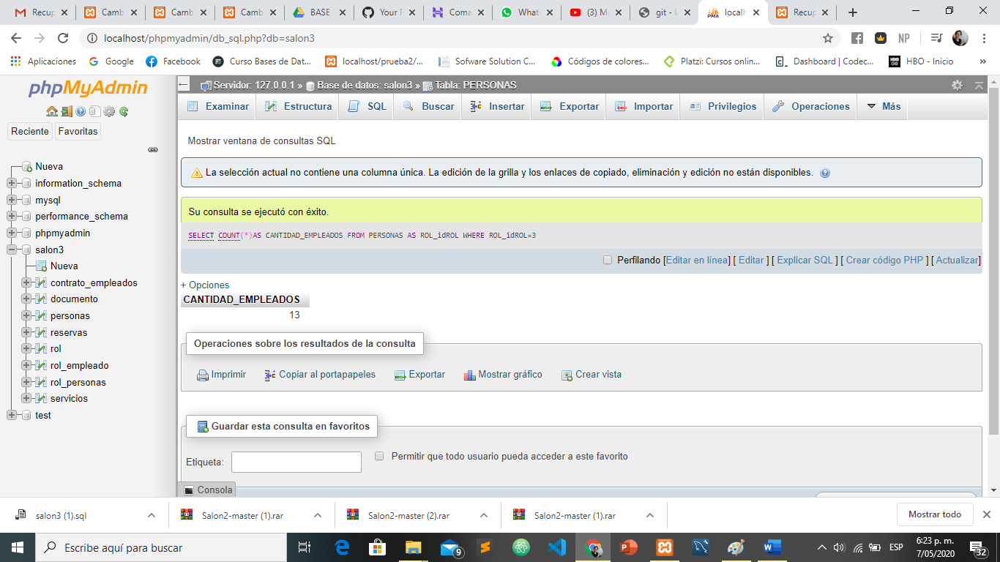 Recup
Camb
Camb
Camb
BASE
Your F
Coma
Whats
(3) M
git - l
localh
Recup
localhost/phpmyadmin/db_sql.php?db=salon3
NP
Aplicaciones
Google
Facebook
Curso Bases de Dat...
localhost/prueba2/...
Sofware Solution C...
Códigos de colores...
Platzi: Cursos onlin...
Dashboard | Codec...
HBO - Inicio
»
phpMyAdmin
Reciente
Favoritas
Nueva
information_schema
mysql
performance_schema
phpmyadmin
salon3
Nueva
contrato_empleados
documento
personas
reservas
rol
rol_empleado
rol_personas
servicios
test
Servidor: 127.0.0.1 » Base de datos: salon3 » Tabla: PERSONAS
Examinar
Estructura
SQL
Buscar
Insertar
Exportar
Importar
Privilegios
Operaciones
Más
Mostrar ventana de consultas SQL
La selección actual no contiene una columna única. La edición de la grilla y los enlaces de copiado, eliminación y edición no están disponibles.
Su consulta se ejecutó con éxito.
SELECT COUNT(*)AS CANTIDAD_EMPLEADOS FROM PERSONAS AS ROL_idROL WHERE ROL_idROL=3
Perfilando [Editar en línea] [ Editar ] [ Explicar SQL ] [ Crear código PHP ] [ Actualizar]
+ Opciones
CANTIDAD_EMPLEADOS
13
Operaciones sobre los resultados de la consulta
Imprimir
Copiar al portapapeles
Exportar
Mostrar gráfico
Crear vista
Guardar esta consulta en favoritos
Etiqueta:
Permitir que todo usuario pueda acceder a este favorito
Consola
salon3 (1).sql
Salon2-master (1).rar
Salon2-master (2).rar
Salon2-master (1).rar
Mostrar todo
Escribe aquí para buscar
9
ESP
6:23 p. m.
7/05/2020
32